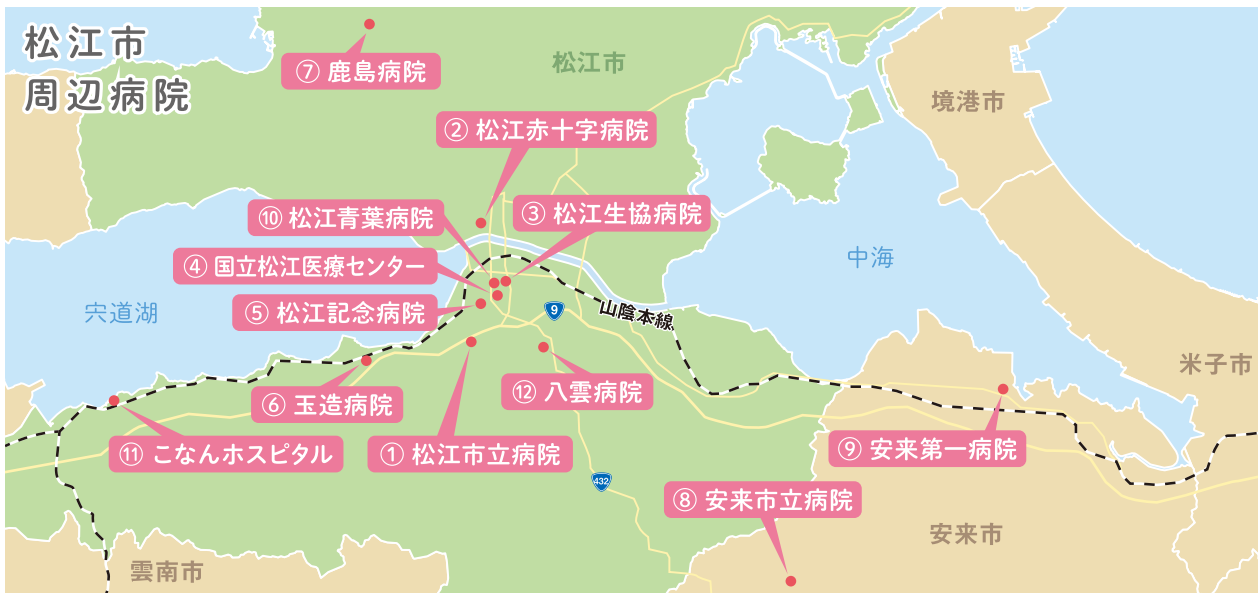 松江市
周辺病院
⑦ 鹿島病院
松江市
境港市
② 松江赤十字病院
⑩ 松江青葉病院
③ 松江生協病院
④ 国立松江医療センター
中海
宍道湖
⑤ 松江記念病院
9
山陰本線
米子市
⑥ 玉造病院
⑫ 八雲病院
⑪ こなんホスピタル
① 松江市立病院
⑨ 安来第一病院
432
⑧ 安来市立病院
安来市
雲南市